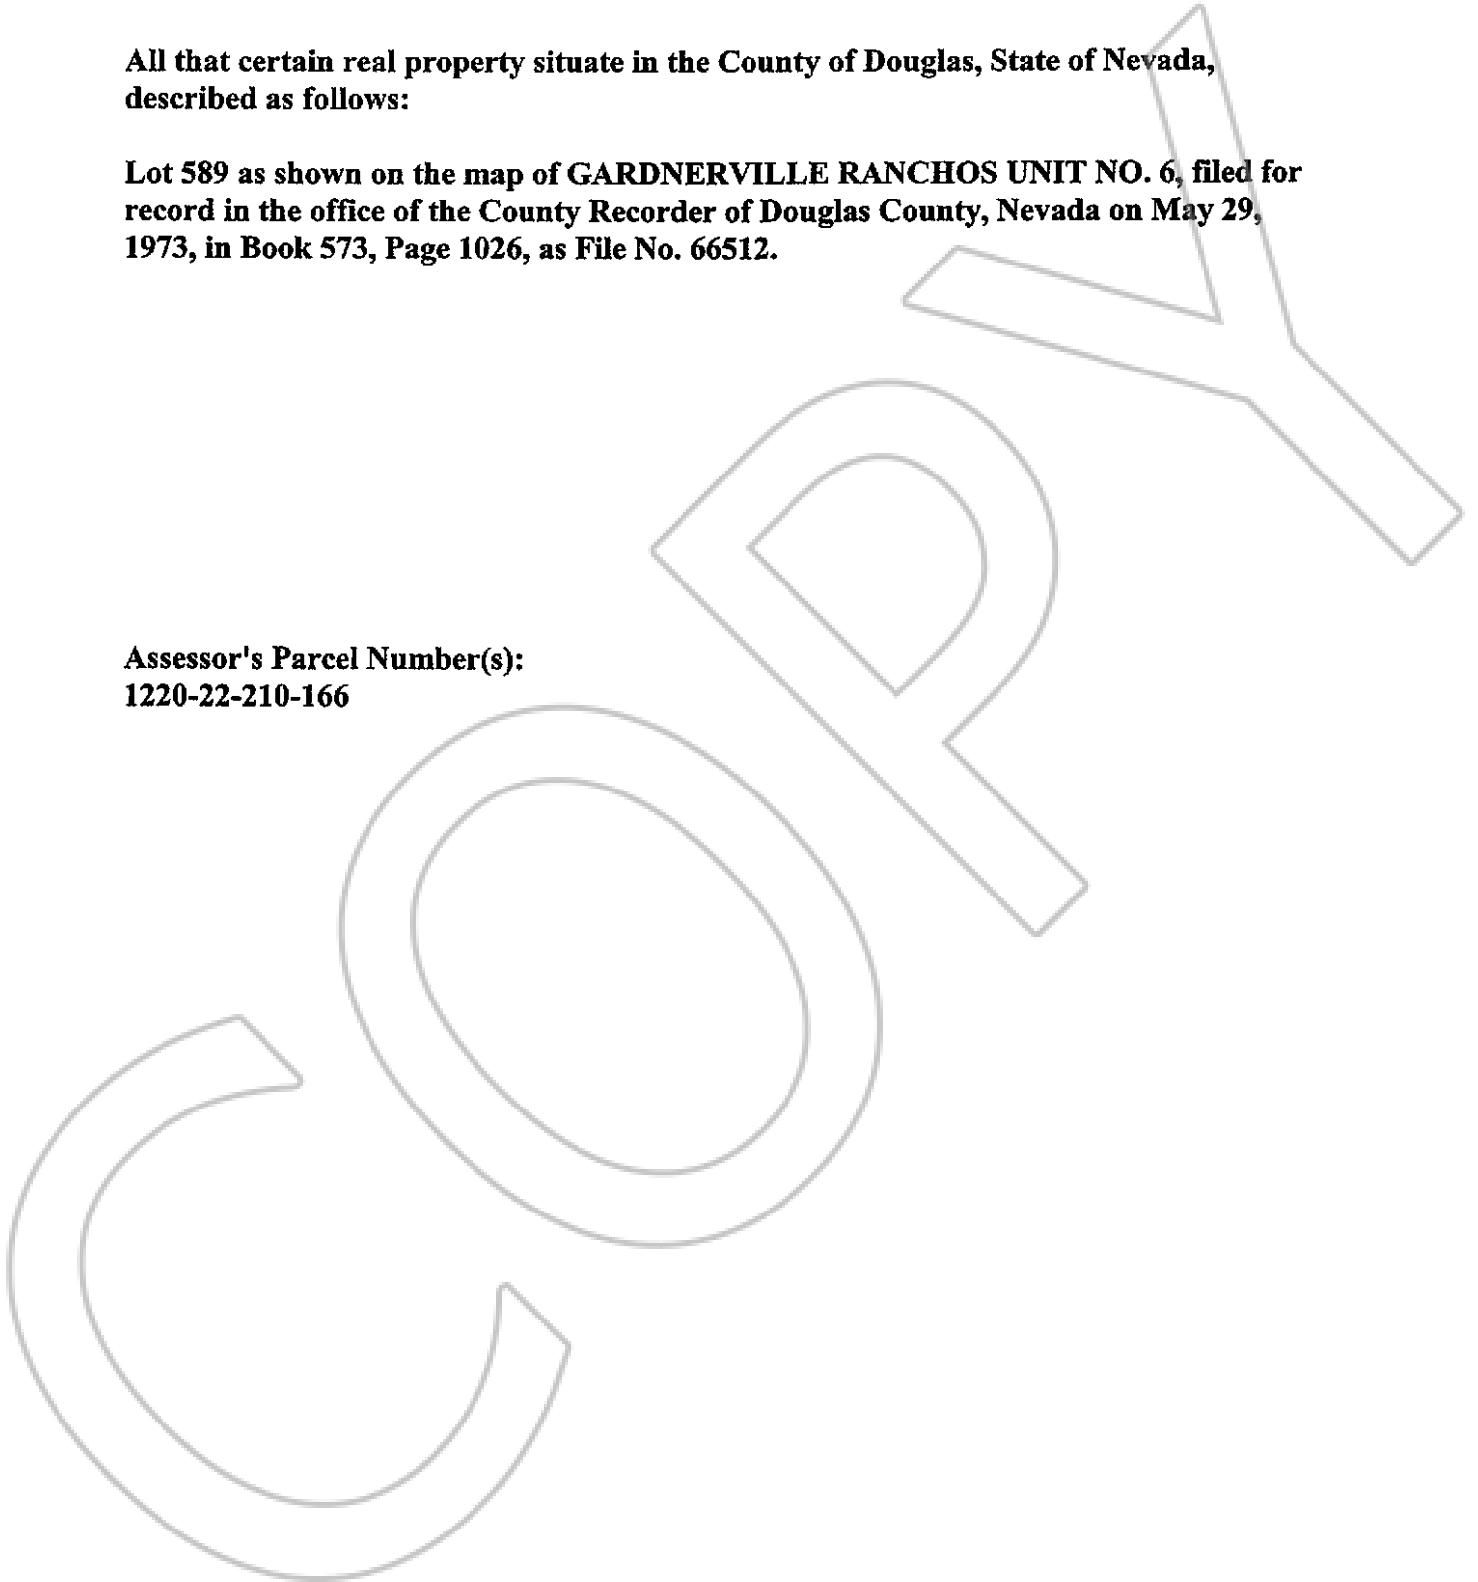 All that certain real property situate in the County of Douglas, State of Nevada,
described as follows:
Lot 589 as shown on the map of GARDNERVILLE RANCHOS UNIT NO. 6, filed for
record in the office of the County Recorder of Douglas County, Nevada on May 29,
1973, in Book 573, Page 1026, as File No. 66512.
Assessor's Parcel Number(s):
1220-22-210-166
COPY